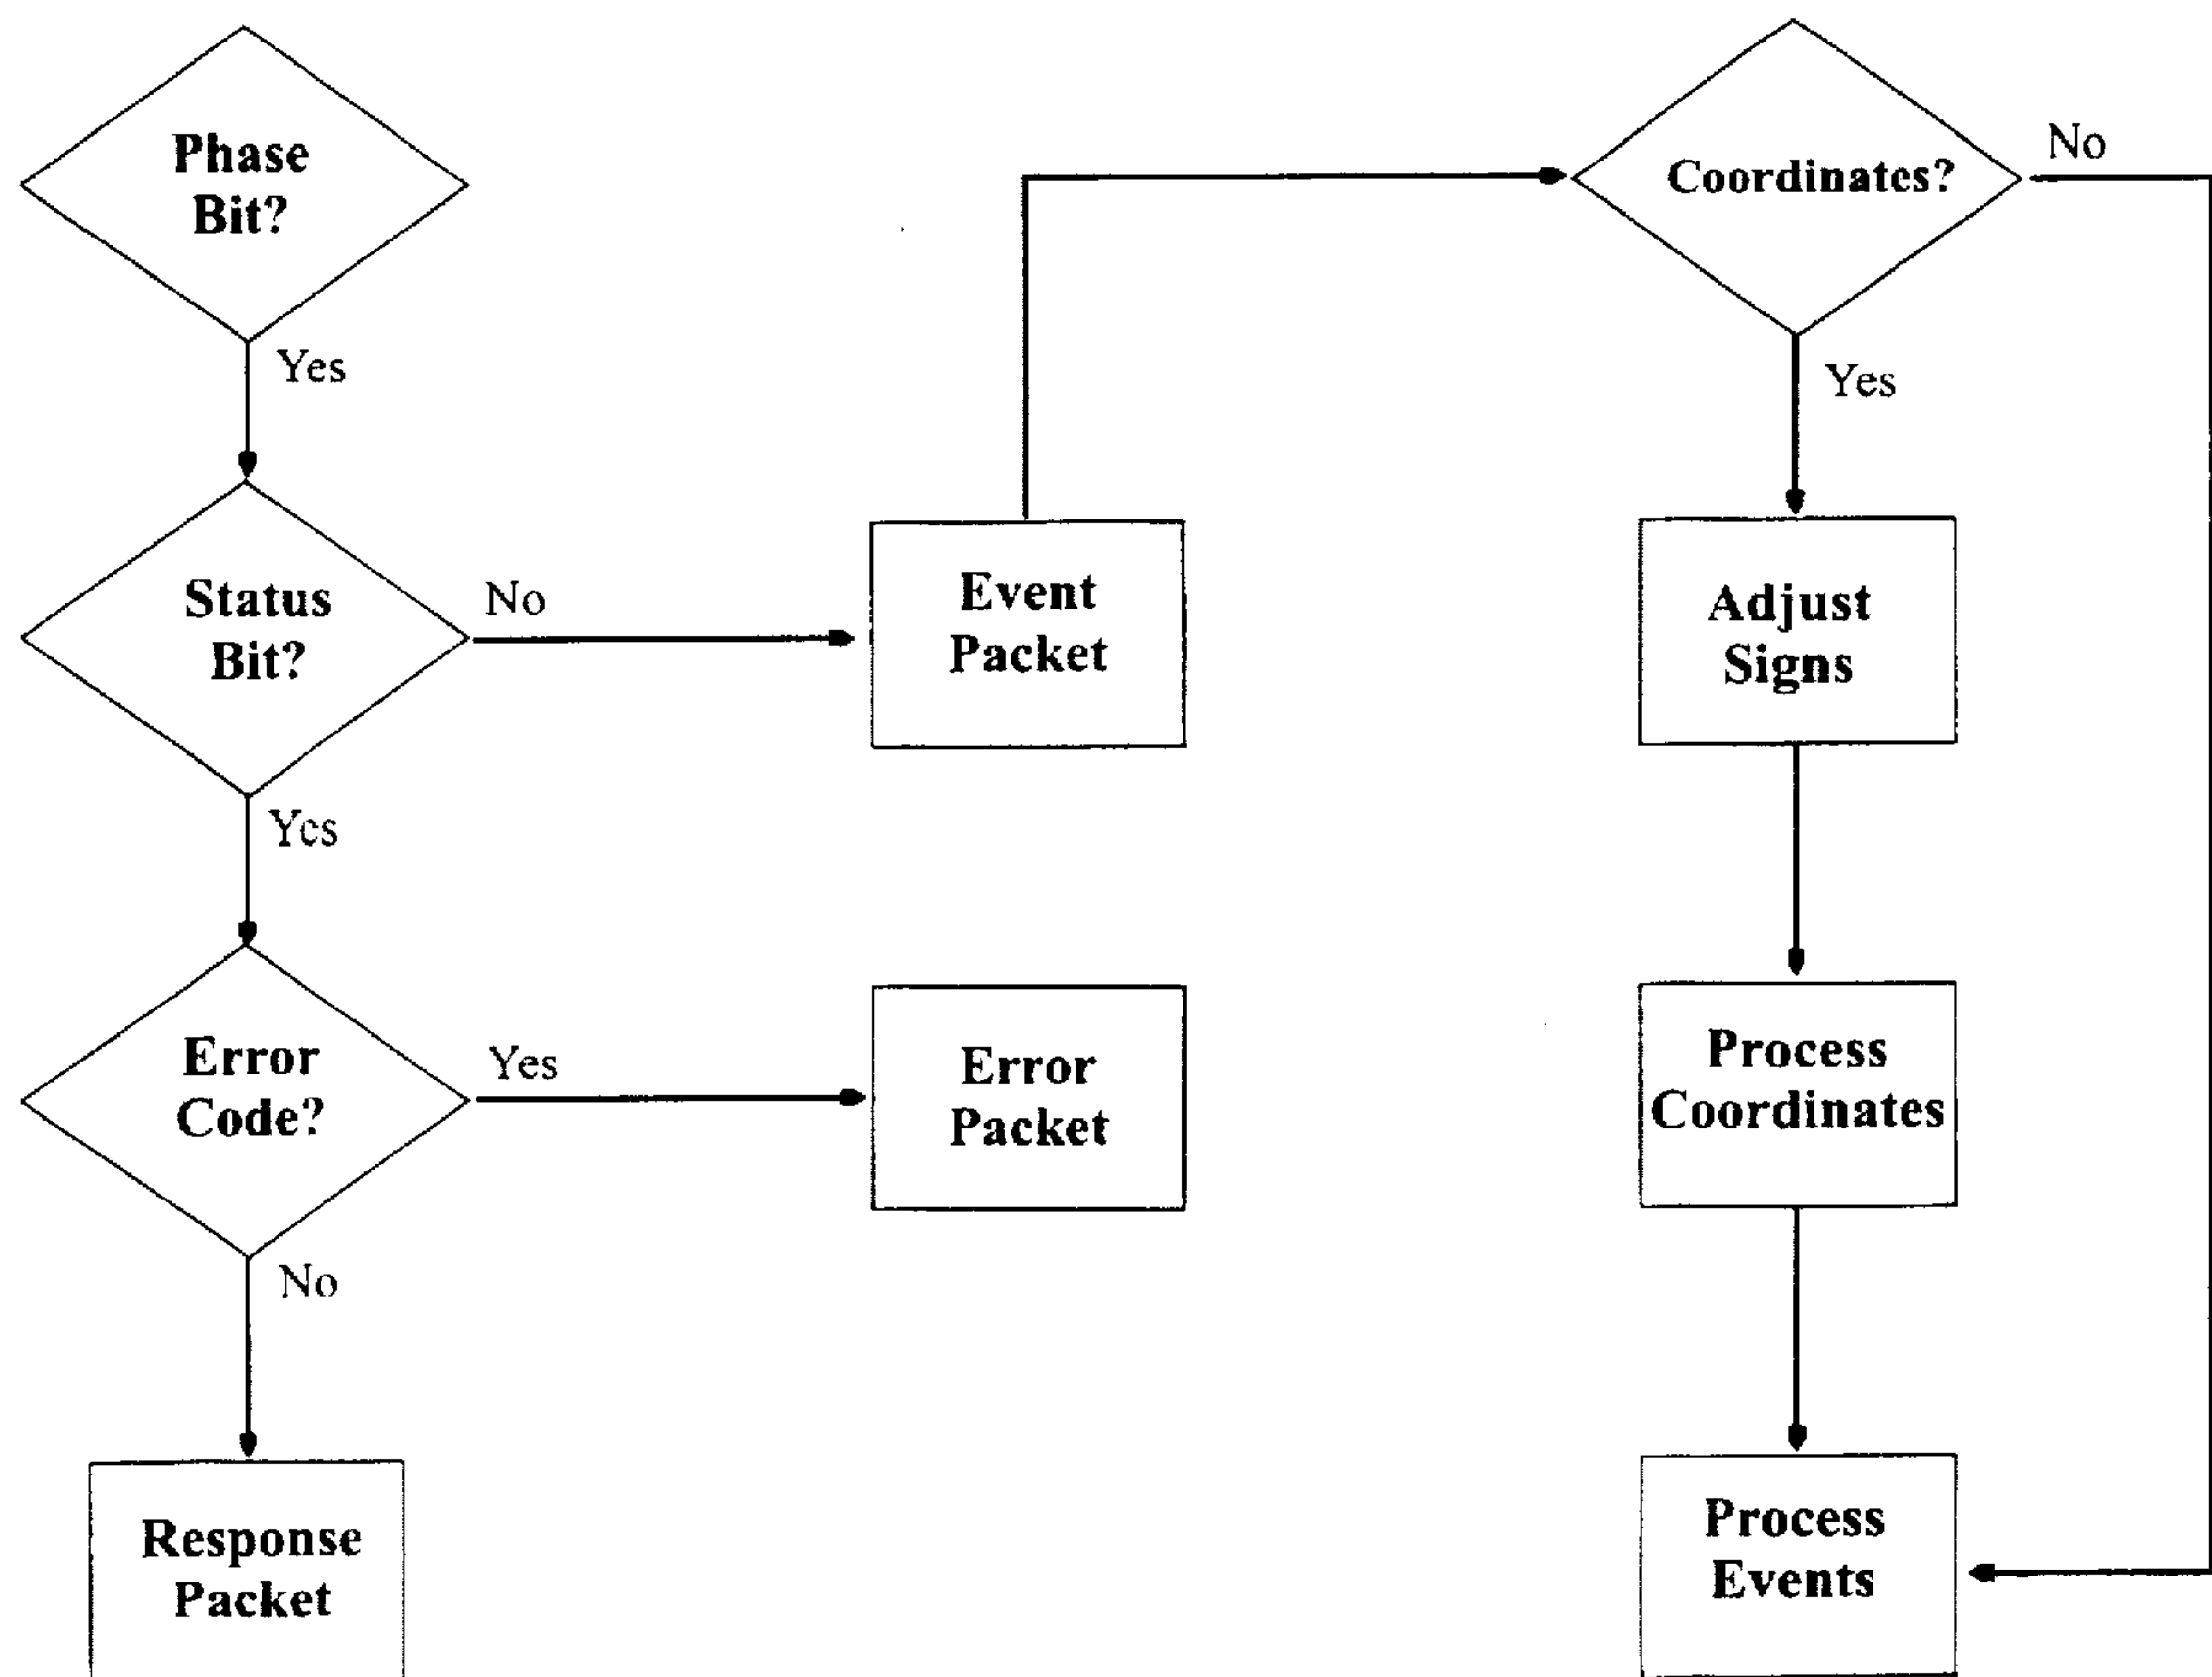 Phase
Bit?
Yes
Status
Bit?
No
Yes
Error
Code?
Yes
No
Response
Packet
Event
Packet
Error
Packet
Coordinates?
No
Yes
Adjust
Signs
Process
Coordinates
Process
Events